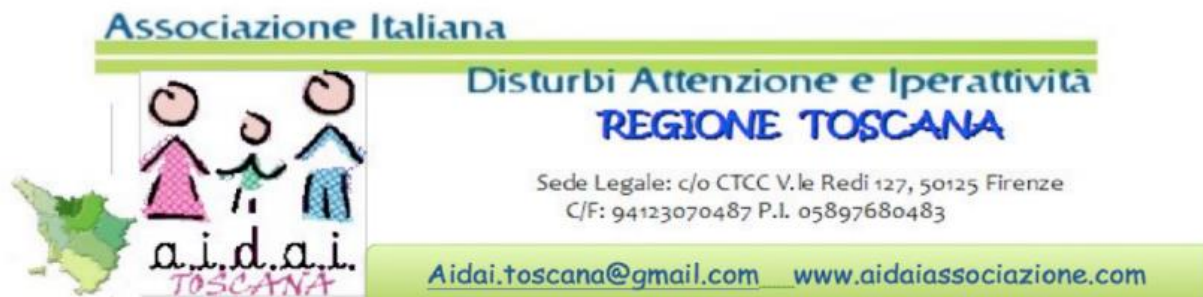 Associazione Italiana
Disturbi Attenzione e Iperattività
REGIONE TOSCANA
Sede Legale: c/o CTCC V.le Redi 127, 50125 Firenze
C/F: 94123070487 P.I. 05897680483
a.i.d.a.i.
TOSCANA
Aidai.toscana@gmail.com www.aidaiassociazione.com